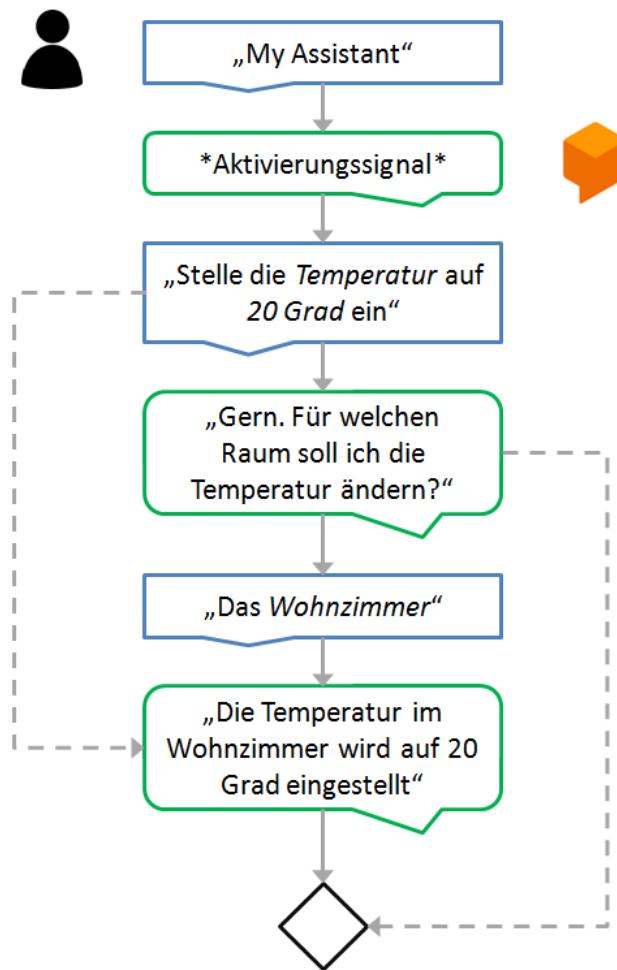 „My Assistant“
*Aktivierungssignal*
„Stelle die Temperatur auf
20 Grad ein“
„Gern. Für welchen
Raum soll ich die
Temperatur ändern?“
„Das Wohnzimmer“
„Die Temperatur im
Wohnzimmer wird auf 20
Grad eingestellt“